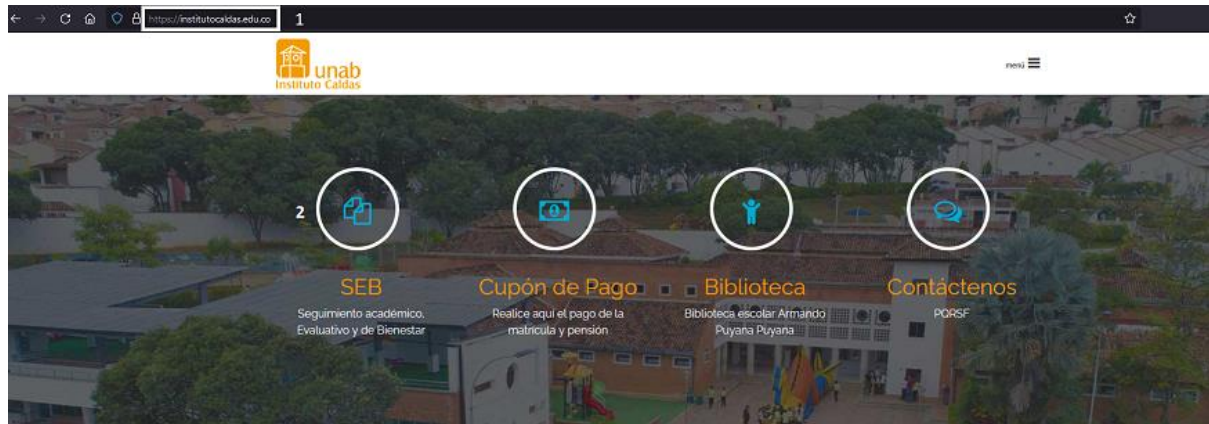 https://institutocaldas.edu.co
1
unab
Instituto Caldas
menú
2
SEB
Seguimiento académico,
Evaluativo y de Bienestar
Cupón de Pago
Realice aquí el pago de la
matrícula y pensión
Biblioteca
Biblioteca escolar Armando
Puyana Puyana
Contáctenos
PQRSF